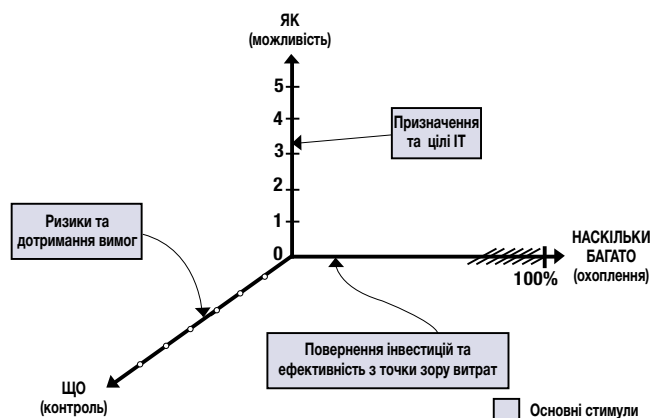 ЯК
(можливість)
5
4
3
2
1
0
Призначення
та цілі ІТ
Ризики та
дотримання вимог
НАСКІЛЬКИ
БАГАТО
(охоплення)
100%
Повернення інвестицій та
ефективність з точки зору витрат
ЩО
(контроль)
Основні стимули